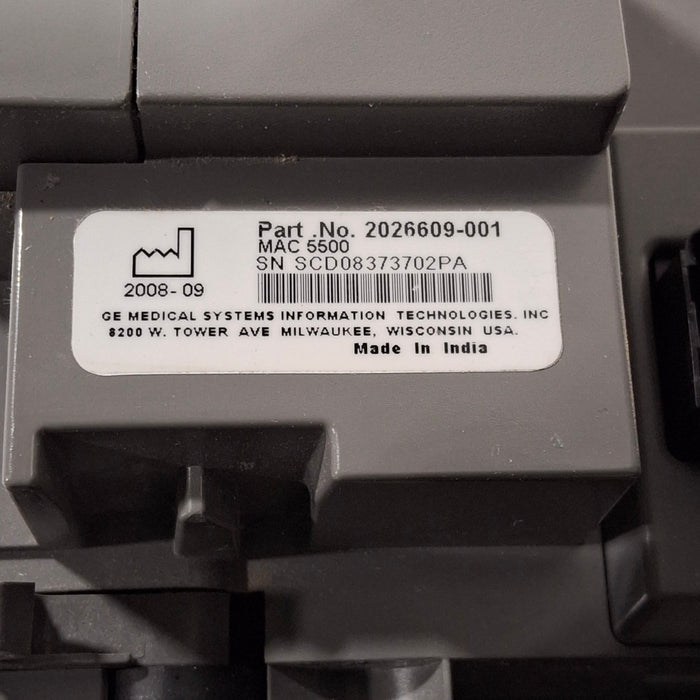 Part .No. 2026609-001
MAC 5500
SN SCD08373702PA
2008-09
GE MEDICAL SYSTEMS INFORMATION TECHNOLOGIES. INC
8200 W. TOWER AVE MILWAUKEE, WISCONSIN USA.
Made In India